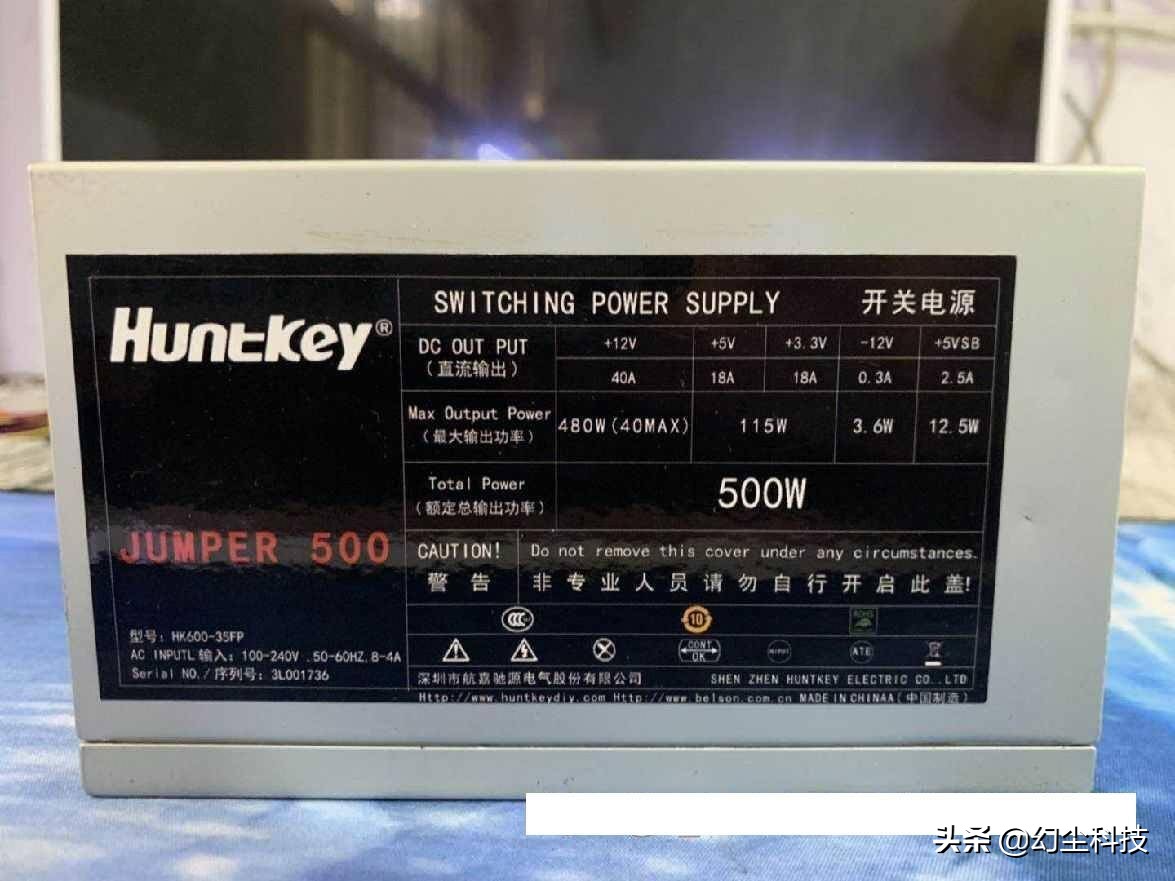 Huntkey®
JUMPER 500
型号: HK600-35FP
AC INPUTL 输入: 100-240V .50-60HZ.8-4A
Serial NO./序列号: 3L001736
SWITCHING POWER SUPPLY 开关电源
DC OUT PUT +12V +5V +3.3V -12V +5VSB
(直流输出) 40A 18A 18A 0.3A 2.5A
Max Output Power 480W(40MAX) 115W 3.6W 12.5W
(最大输出功率)
Total Power 500W
(额定总输出功率)
CAUTION! Do not remove this cover under any circumstances.
警告 非专业人员请勿自行开启此盖!
CCC 10 ROHS
CONT OK ATE
深圳市航嘉驰源电气股份有限公司 SHEN ZHEN HUNTKEY ELECTRIC CO.,LTD
Http://www.huntkeydiy.com Http://www.belson.com.cn MADE IN CHINAA(中国制造)
头条 @幻尘科技